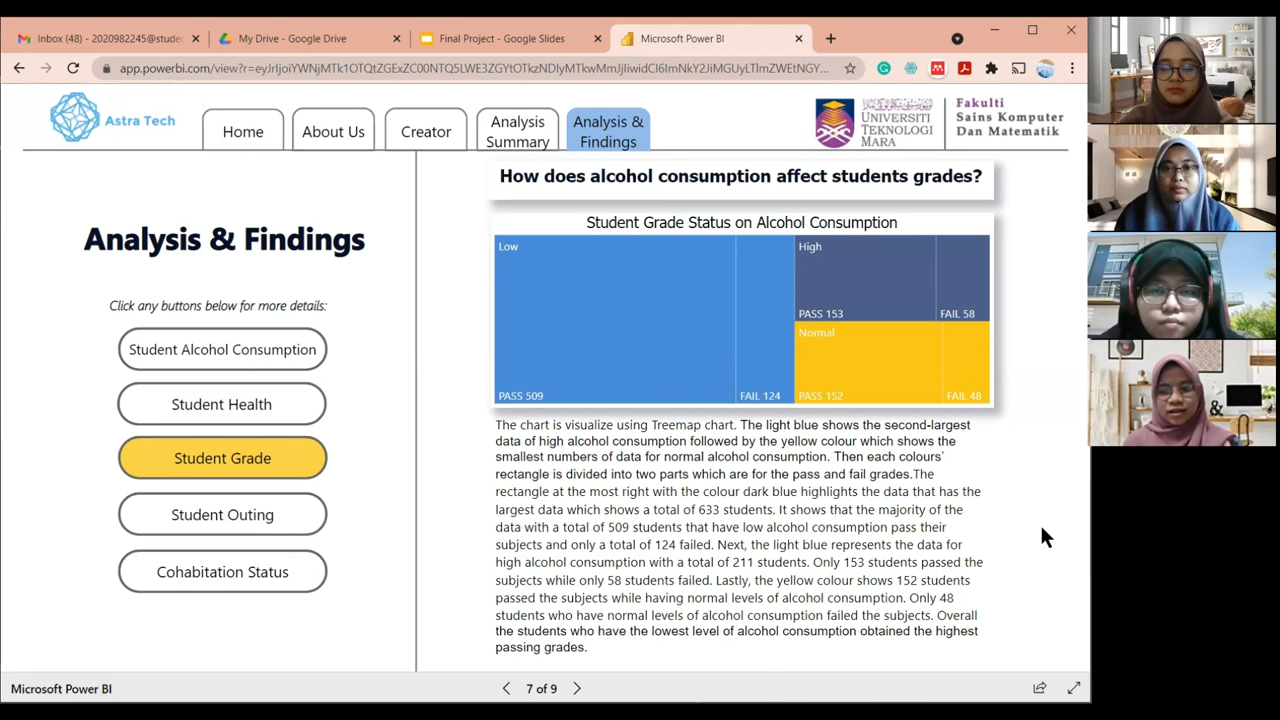 Inbox (48) - 2020982245@stude
My Drive - Google Drive
Final Project - Google Slides
Microsoft Power BI
app.powerbi.com/view?r=eyJrIjoiYWNjMTk1OTQtZGExZC00NTQ5LWE3ZGYtOTkzNDIyMTkwMmJjIiwidCI6ImNkY2JiMGUyLTlmZWEtNGY...
Astra Tech
Home
About Us
Creator
Analysis
Summary
Analysis &
Findings
UNIVERSITI
TEKNOLOGI
MARA
Fakulti
Sains Komputer
Dan Matematik
Analysis & Findings
Click any buttons below for more details:
Student Alcohol Consumption
Student Health
Student Grade
Student Outing
Cohabitation Status
How does alcohol consumption affect students grades?
Student Grade Status on Alcohol Consumption
Low
High
PASS 153
FAIL 58
Normal
PASS 509
FAIL 124
PASS 152
FAIL 48
The chart is visualize using Treemap chart. The light blue shows the second-largest
data of high alcohol consumption followed by the yellow colour which shows the
smallest numbers of data for normal alcohol consumption. Then each colours'
rectangle is divided into two parts which are for the pass and fail grades.The
rectangle at the most right with the colour dark blue highlights the data that has the
largest data which shows a total of 633 students. It shows that the majority of the
data with a total of 509 students that have low alcohol consumption pass their
subjects and only a total of 124 failed. Next, the light blue represents the data for
high alcohol consumption with a total of 211 students. Only 153 students passed the
subjects while only 58 students failed. Lastly, the yellow colour shows 152 students
passed the subjects while having normal levels of alcohol consumption. Only 48
students who have normal levels of alcohol consumption failed the subjects. Overall
the students who have the lowest level of alcohol consumption obtained the highest
passing grades.
Microsoft Power BI
7 of 9